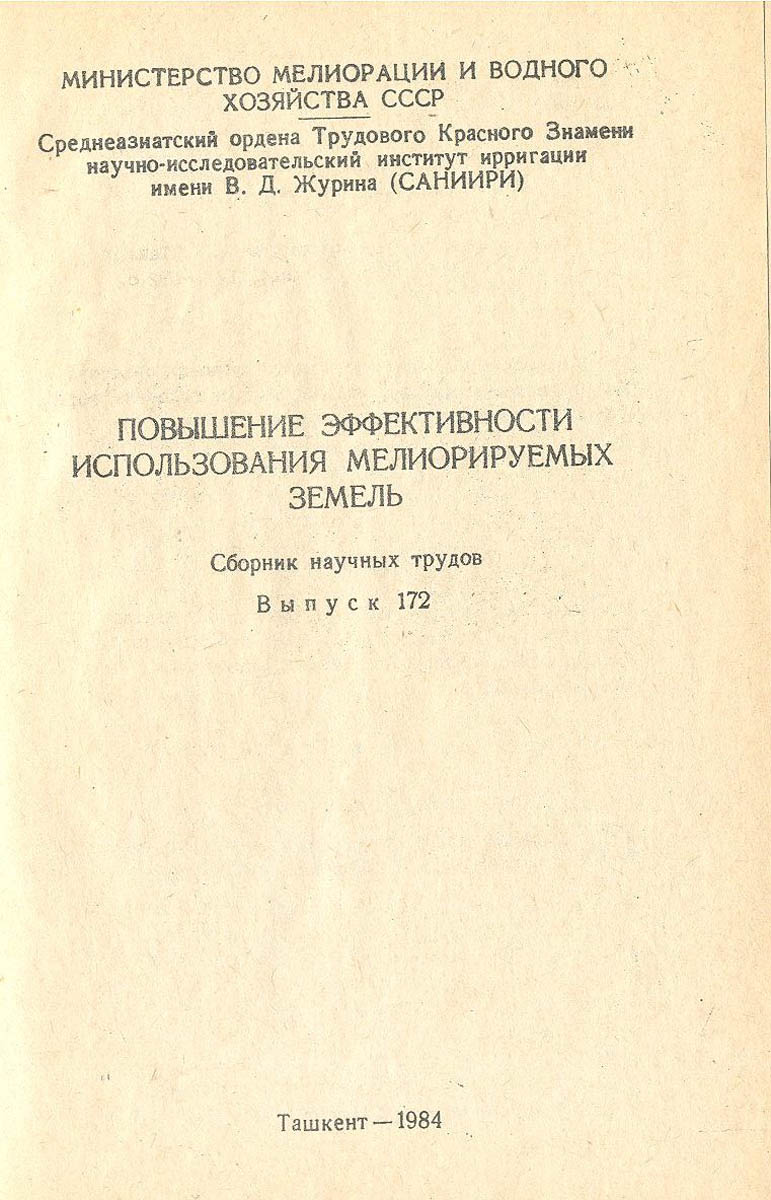 МИНИСТЕРСТВО МЕЛИОРАЦИИ И ВОДНОГО
ХОЗЯЙСТВА СССР
Среднеазиатский ордена Трудового Красного Знамени
научно-исследовательский институт ирригации
имени В. Д. Журина (САНИИРИ)
ПОВЫШЕНИЕ ЭФФЕКТИВНОСТИ
ИСПОЛЬЗОВАНИЯ МЕЛИОРИРУЕМЫХ
ЗЕМЕЛЬ
Сборник научных трудов
Выпуск 172
Ташкент — 1984